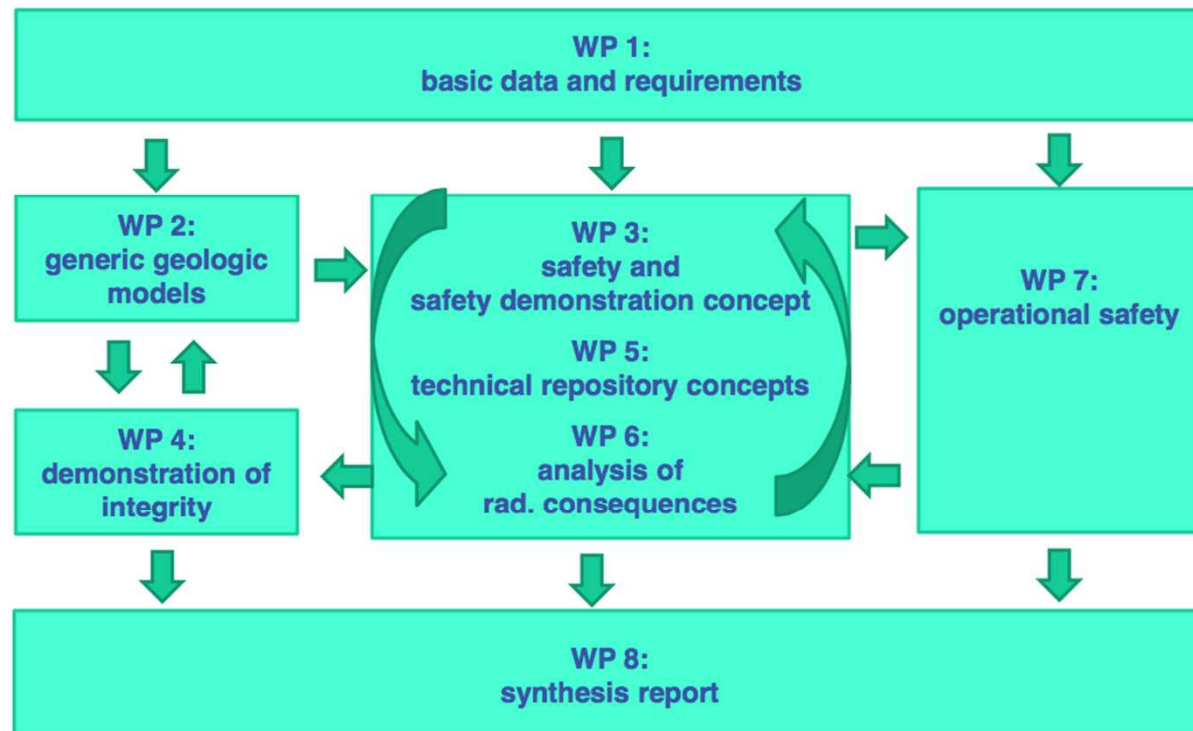 WP 1:
basic data and requirements
WP 2:
generic geologic
models
WP 3:
safety and
safety demonstration concept
WP 5:
technical repository concepts
WP 6:
analysis of
rad. consequences
WP 7:
operational safety
WP 4:
demonstration of
integrity
WP 8:
synthesis report